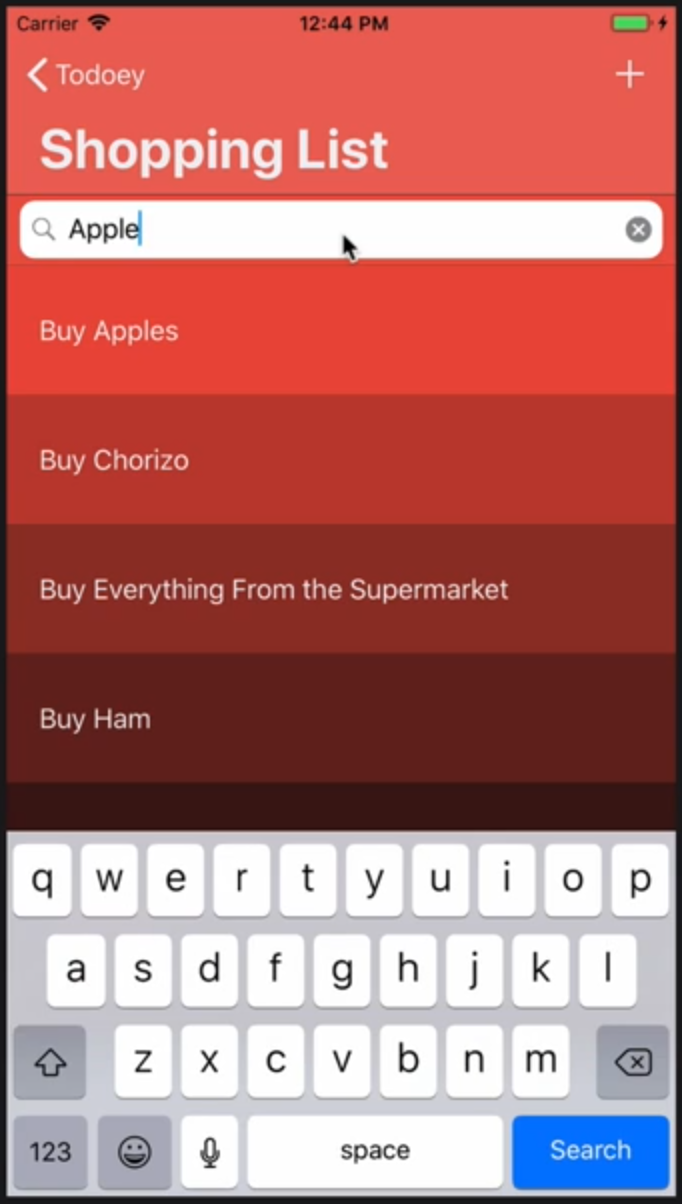 Carrier 12:44 PM
Todoey
Shopping List
Apple
Buy Apples
Buy Chorizo
Buy Everything From the Supermarket
Buy Ham
q w e r t y u i o p
a s d f g h j k l
z x c v b n m
123 space Search